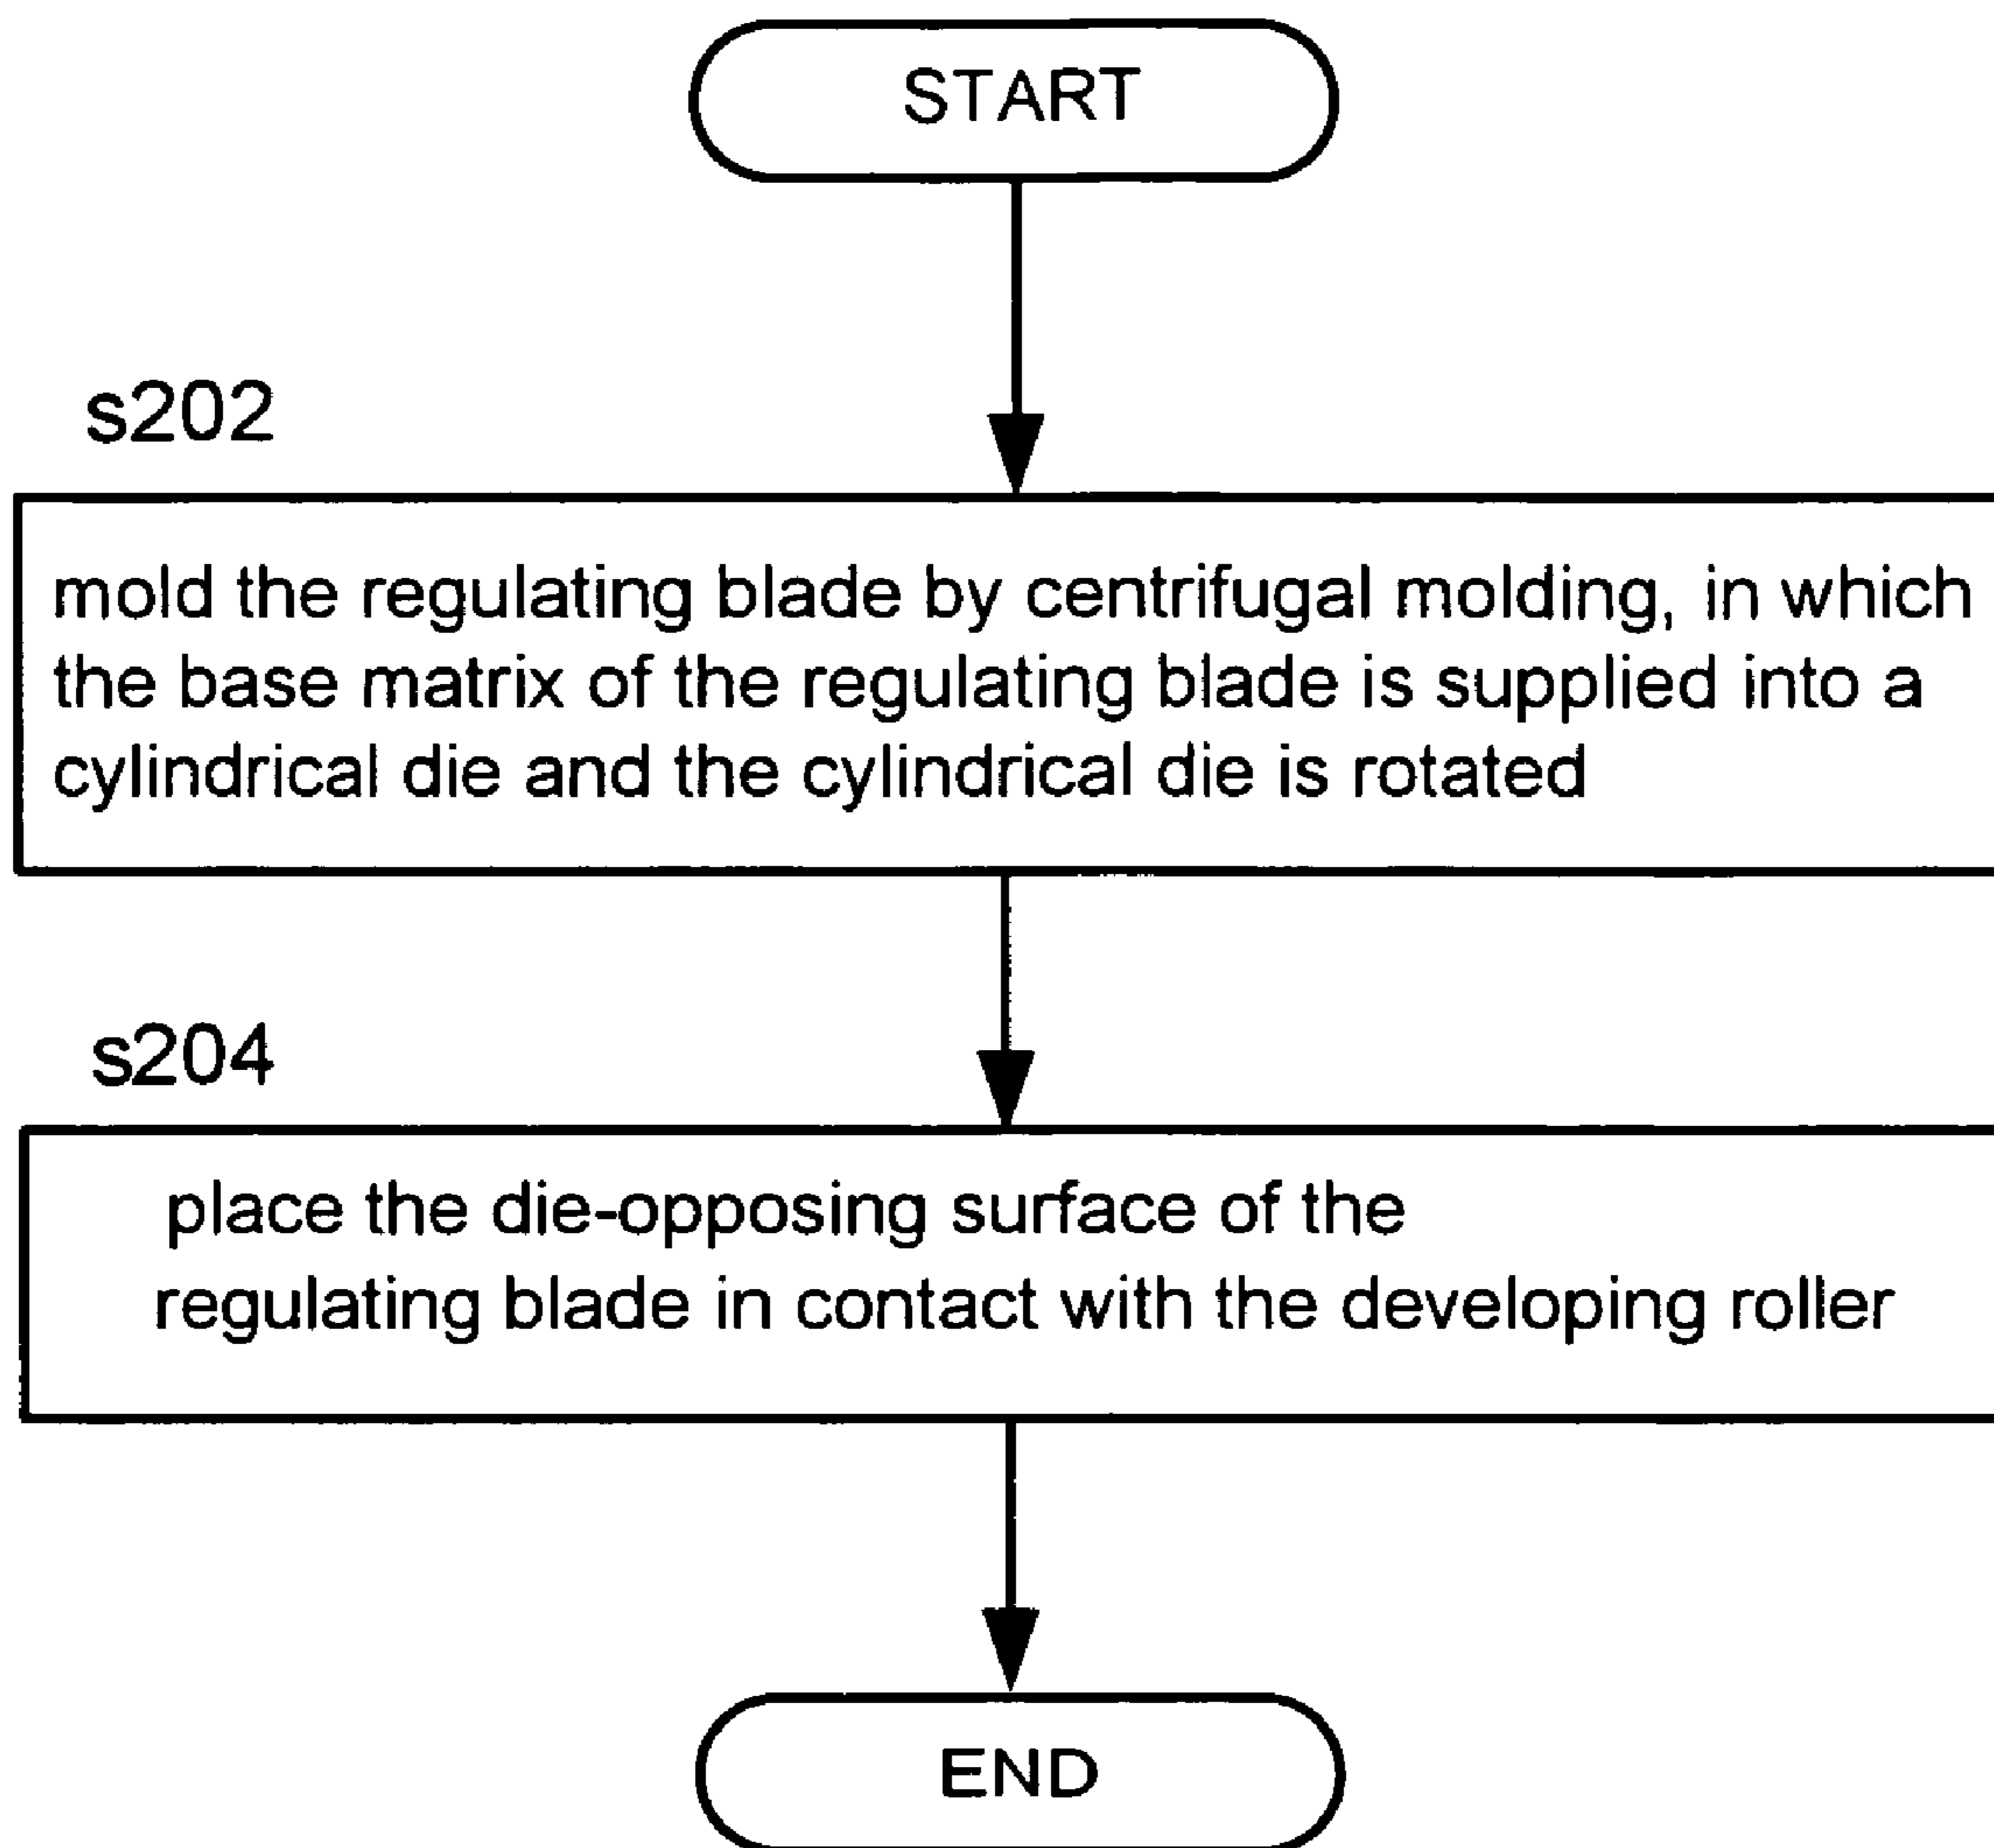 START
s202
mold the regulating blade by centrifugal molding, in which
the base matrix of the regulating blade is supplied into a
cylindrical die and the cylindrical die is rotated
s204
place the die-opposing surface of the
regulating blade in contact with the developing roller
END